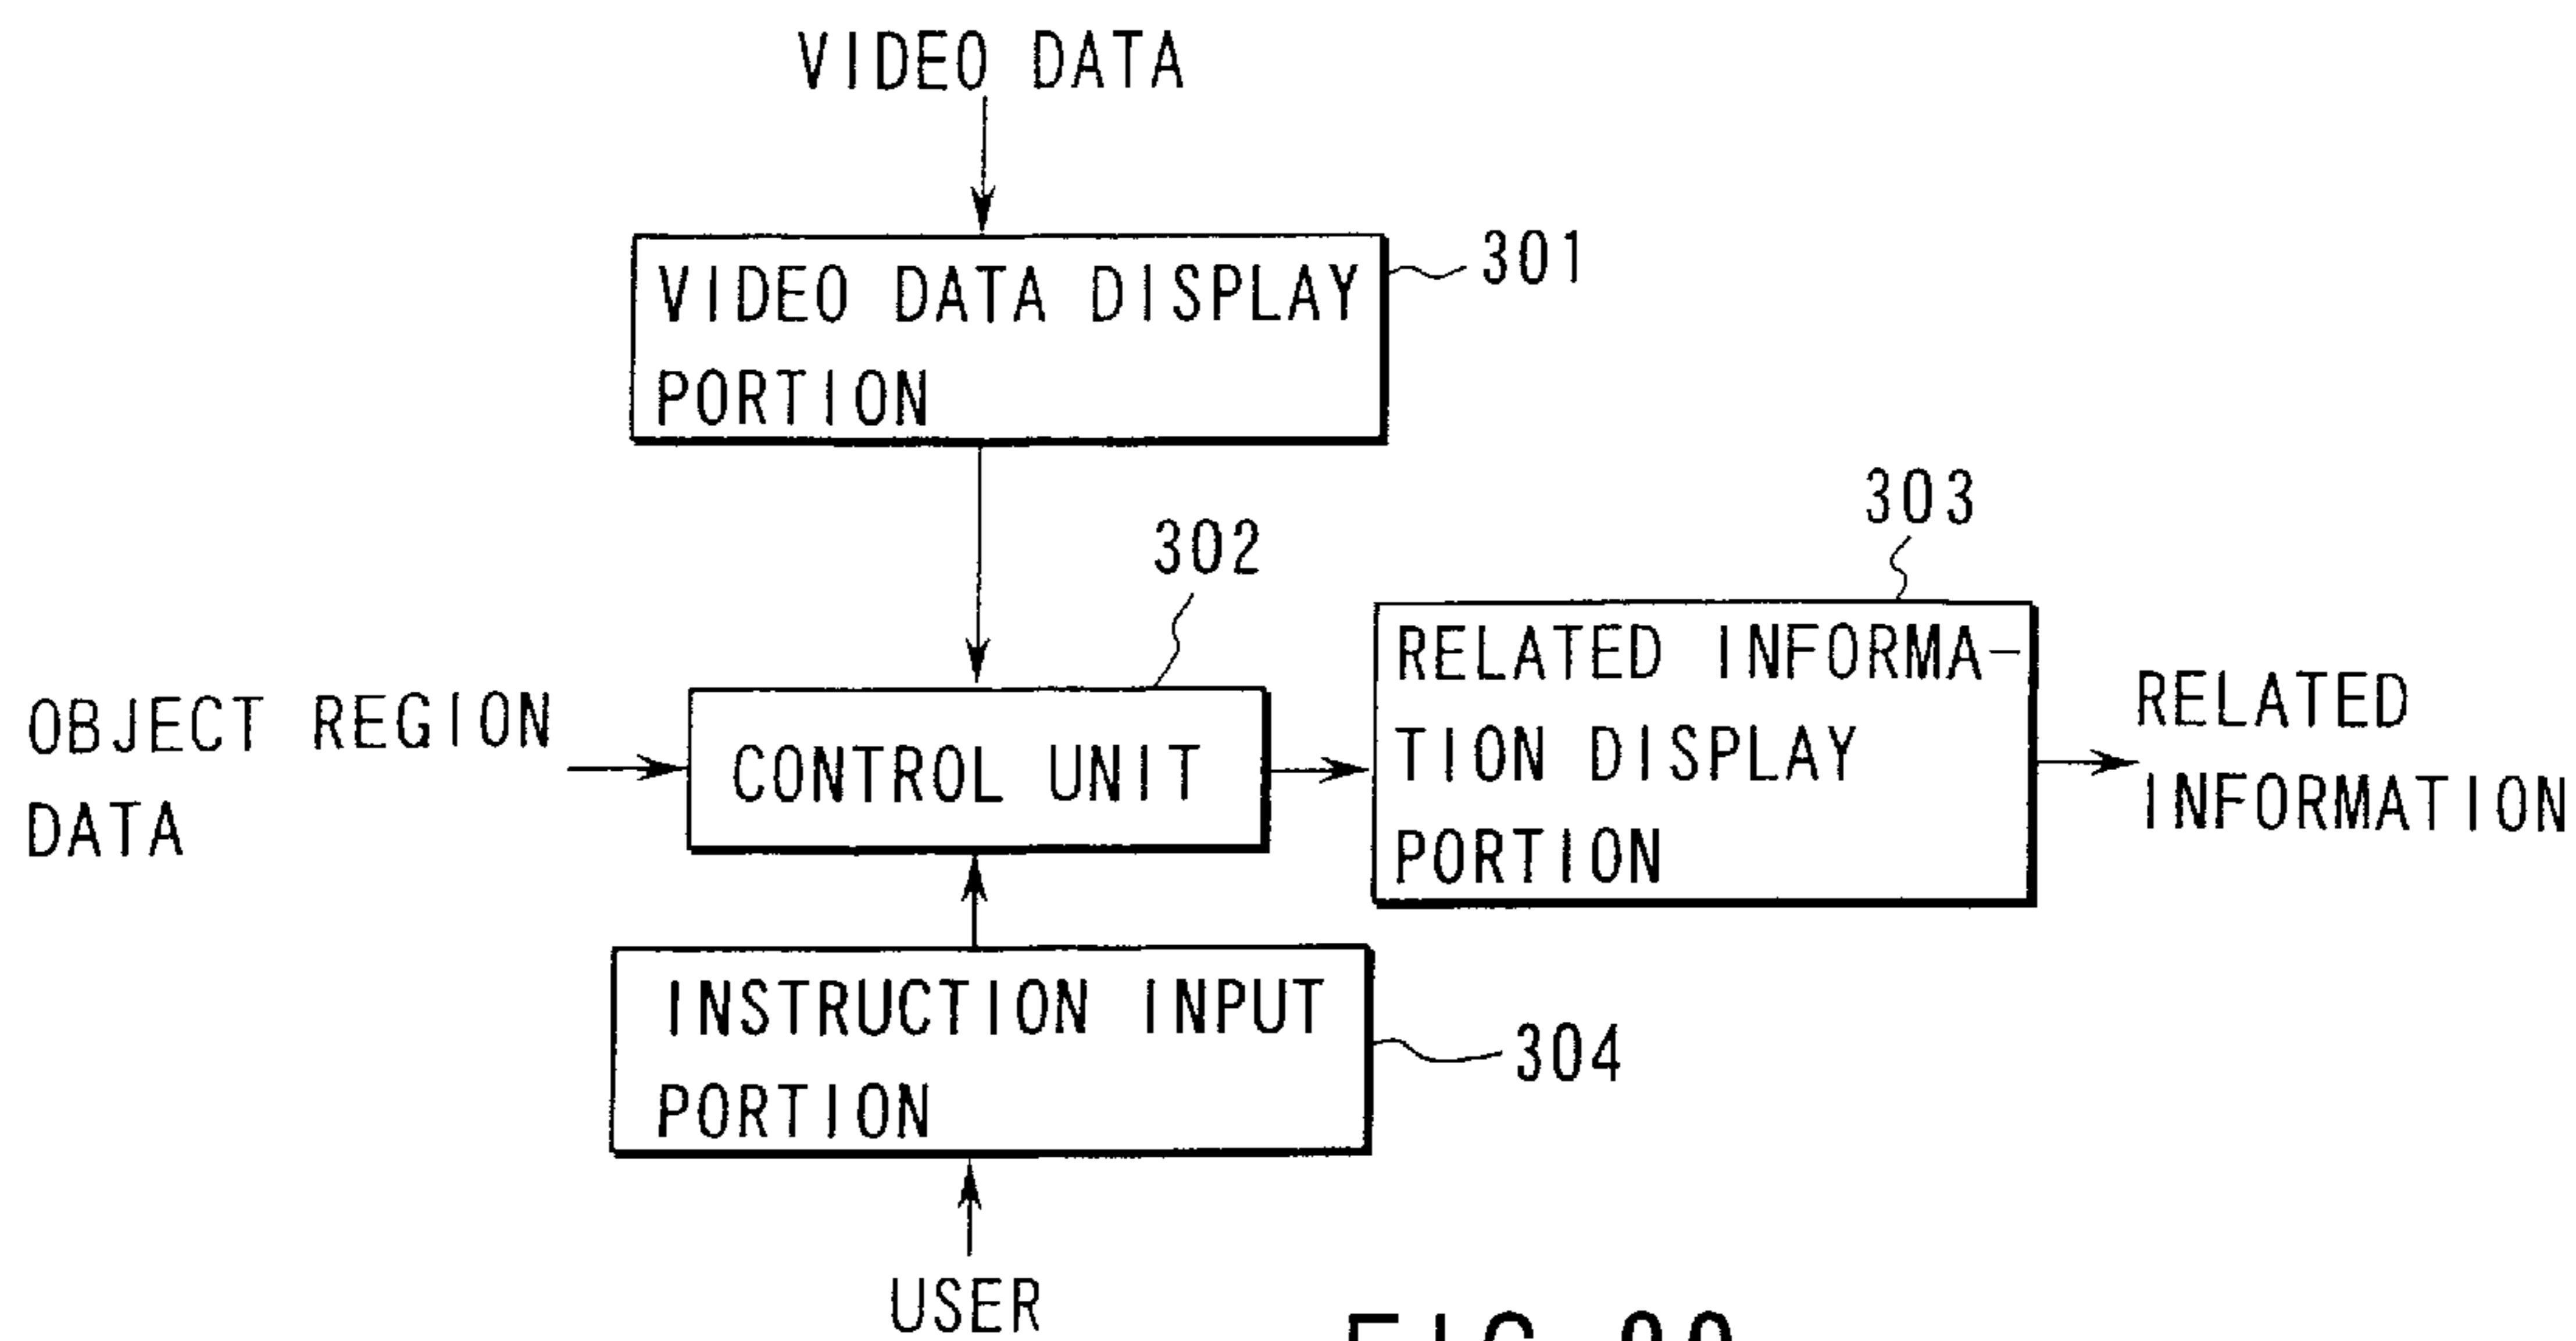 VIDEO DATA
VIDEO DATA DISPLAY
PORTION
301
302
303
OBJECT REGION
DATA
CONTROL UNIT
RELATED INFORMA-
TION DISPLAY
PORTION
RELATED
INFORMATION
INSTRUCTION INPUT
PORTION
304
USER